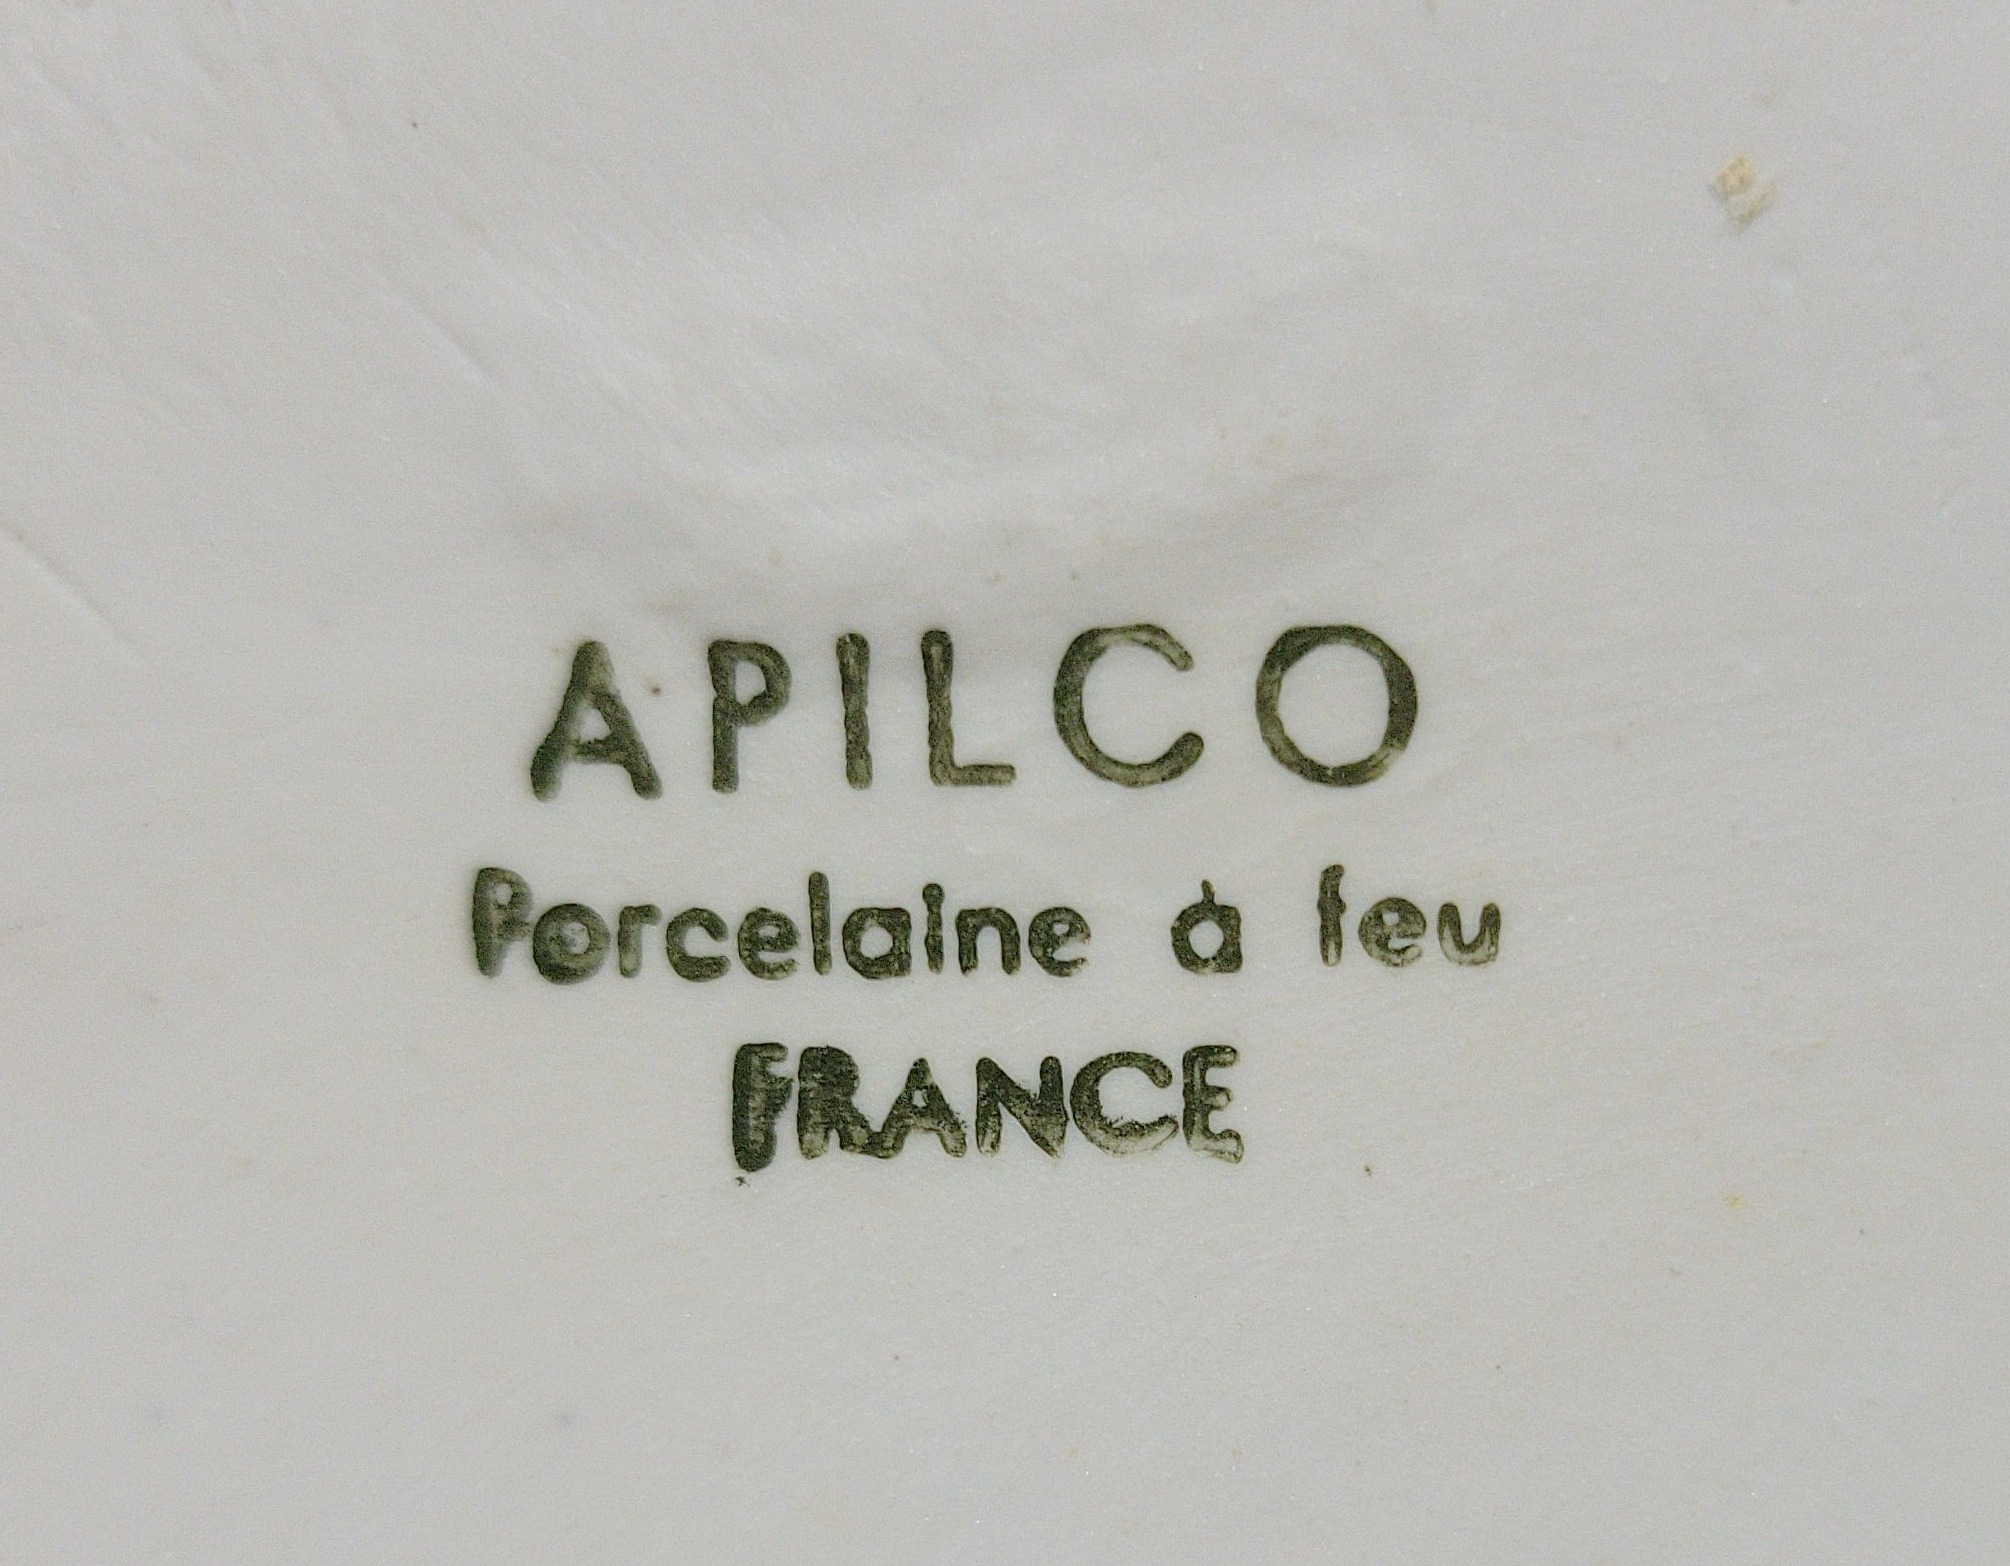 APILCO
Porcelaine à feu
FRANCE